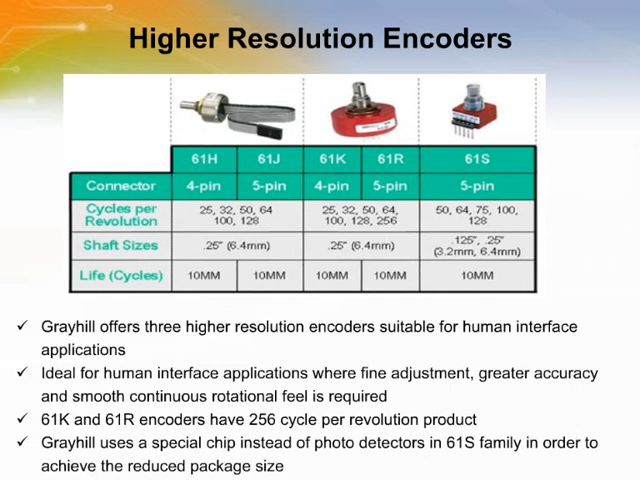 Higher Resolution Encoders
61H 61J 61K 61R 61S
Connector 4-pin 5-pin 4-pin 5-pin 5-pin
Cycles per Revolution 25, 32, 50, 64 100, 128 25, 32, 50, 64, 100, 128, 256 50, 64, 75, 100, 128
Shaft Sizes .25" (6.4mm) .25" (6.4mm) .125", .25" (3.2mm, 6.4mm)
Life (Cycles) 10MM 10MM 10MM 10MM 10MM
✓ Grayhill offers three higher resolution encoders suitable for human interface
applications
✓ Ideal for human interface applications where fine adjustment, greater accuracy
and smooth continuous rotational feel is required
✓ 61K and 61R encoders have 256 cycle per revolution product
✓ Grayhill uses a special chip instead of photo detectors in 61S family in order to
achieve the reduced package size